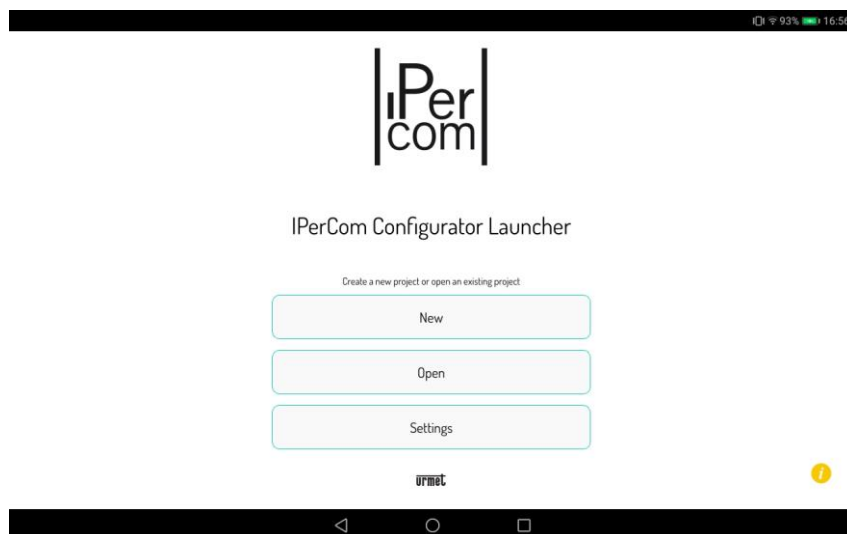 93% 16:56
iPer
com
IPerCom Configurator Launcher
Create a new project or open an existing project
New
Open
Settings
urmet
i